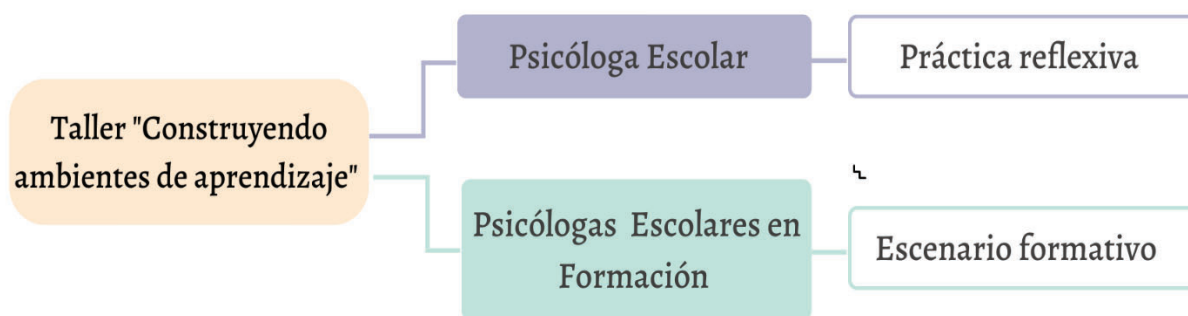 Taller "Construyendo
ambientes de aprendizaje"
Psicóloga Escolar
Práctica reflexiva
Psicólogas Escolares en
Formación
Escenario formativo